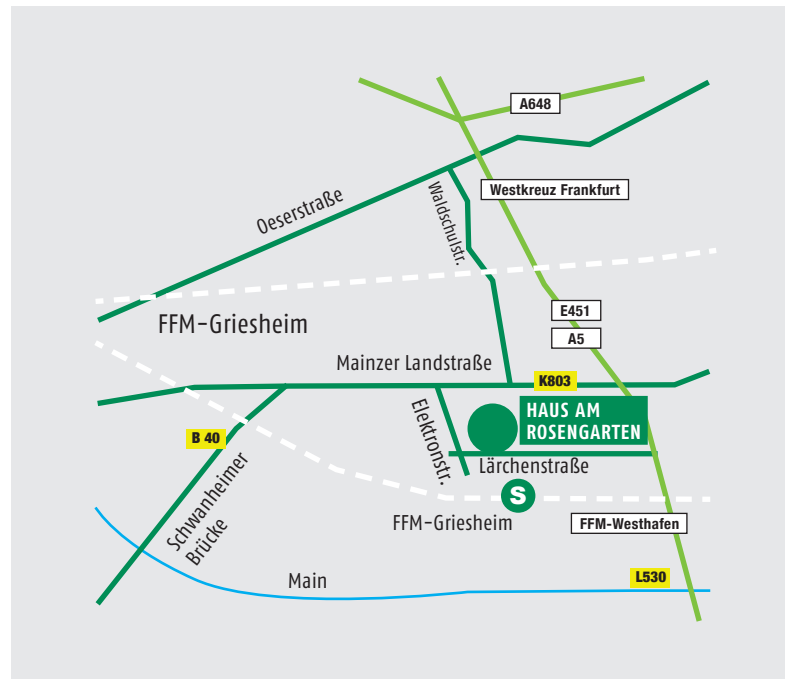 A648
Oeserstraße
Waldschulstr.
Westkreuz Frankfurt
E451
FFM-Griesheim
A5
Mainzer Landstraße
K803
Elektronstr.
HAUS AM
ROSENGARTEN
B 40
Schwanheimer
Brücke
Lärchenstraße
S
FFM-Griesheim
FFM-Westhafen
Main
L530